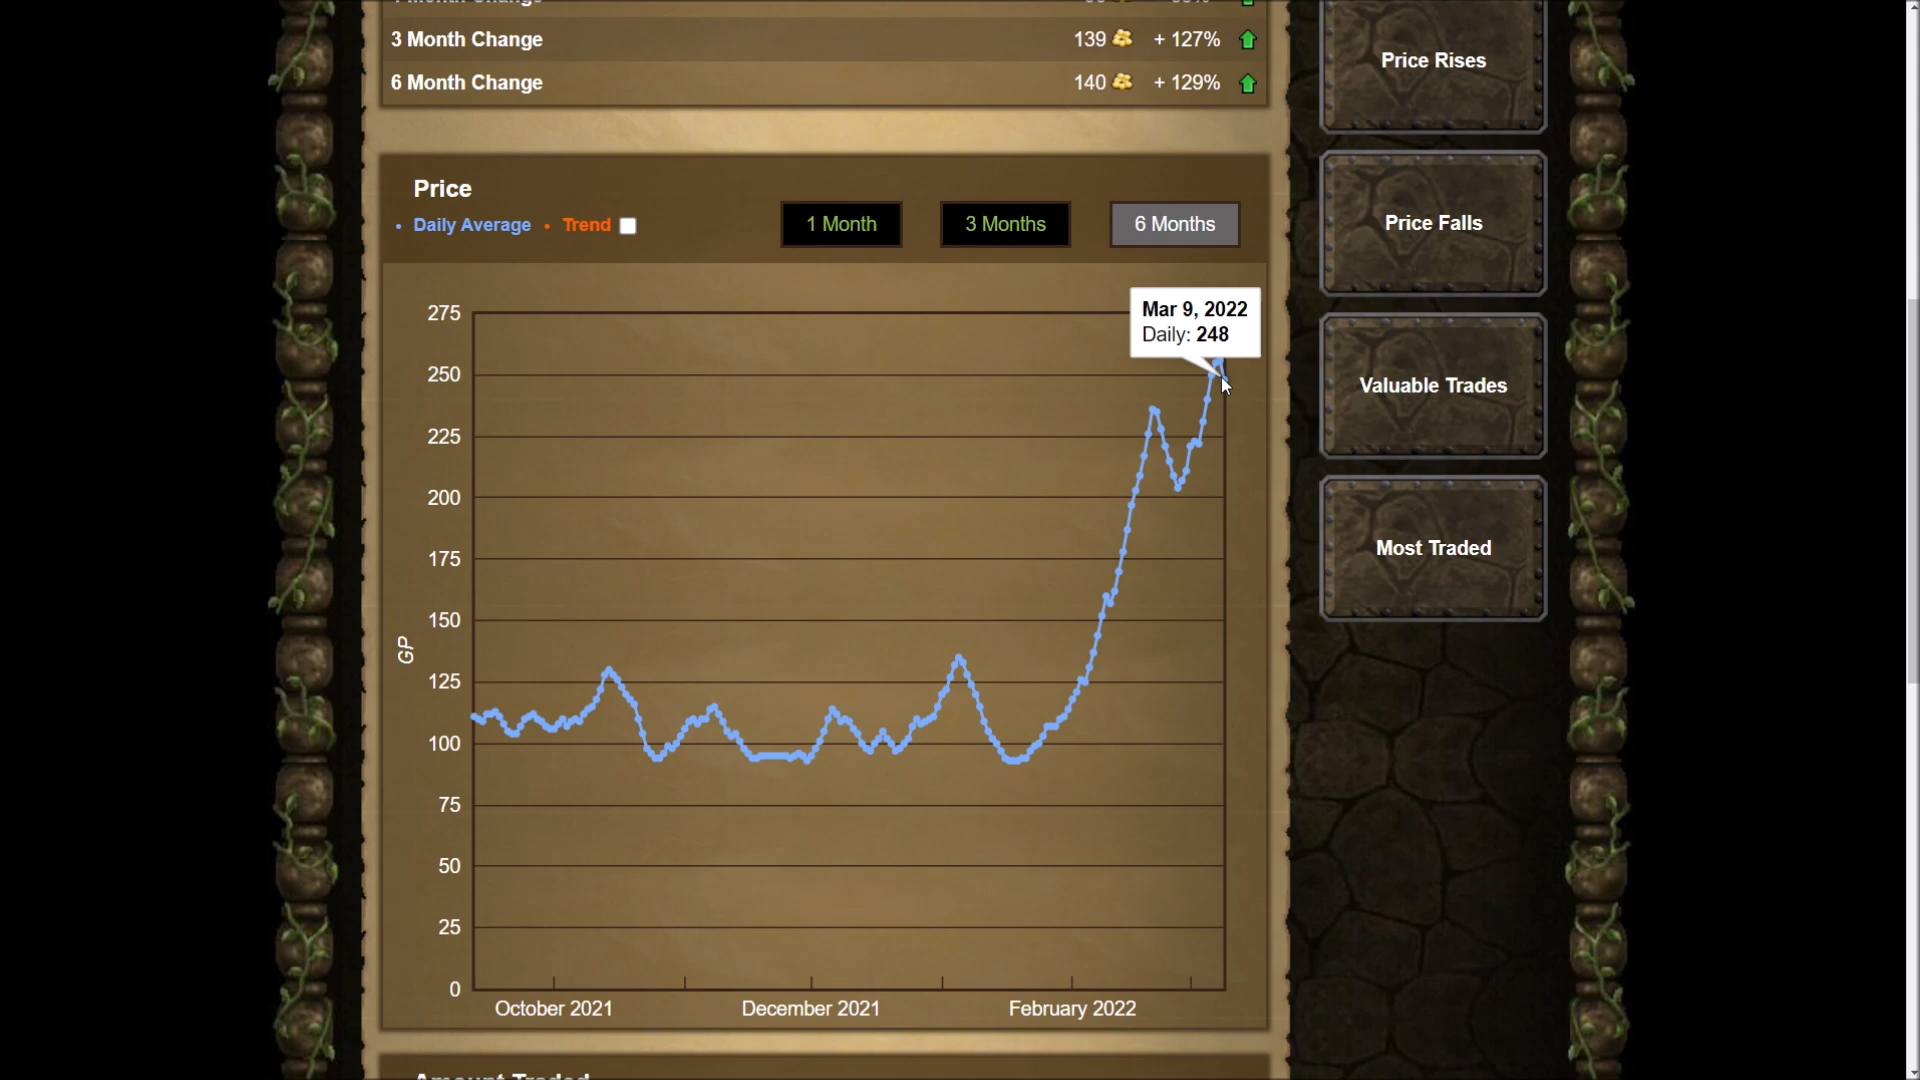 3 Month Change 139 + 127%
6 Month Change 140 + 129%
Price Rises
Price
• Daily Average • Trend
1 Month
3 Months
6 Months
Price Falls
Mar 9, 2022
Daily: 248
Valuable Trades
Most Traded
275
250
225
200
175
150
125
100
75
50
25
0
GP
October 2021
December 2021
February 2022
Amount Traded